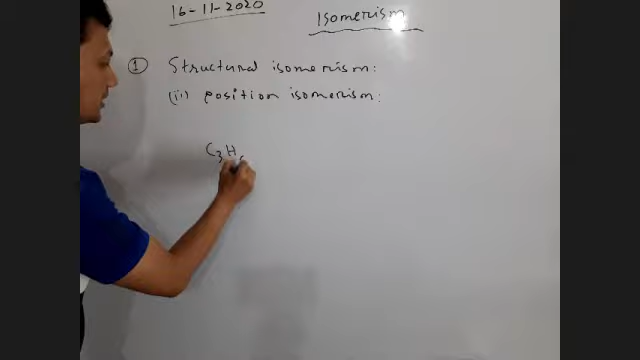 16-11-2020
Isomerism
① Structural isomerism:
(ii) position isomerism:
C₃H